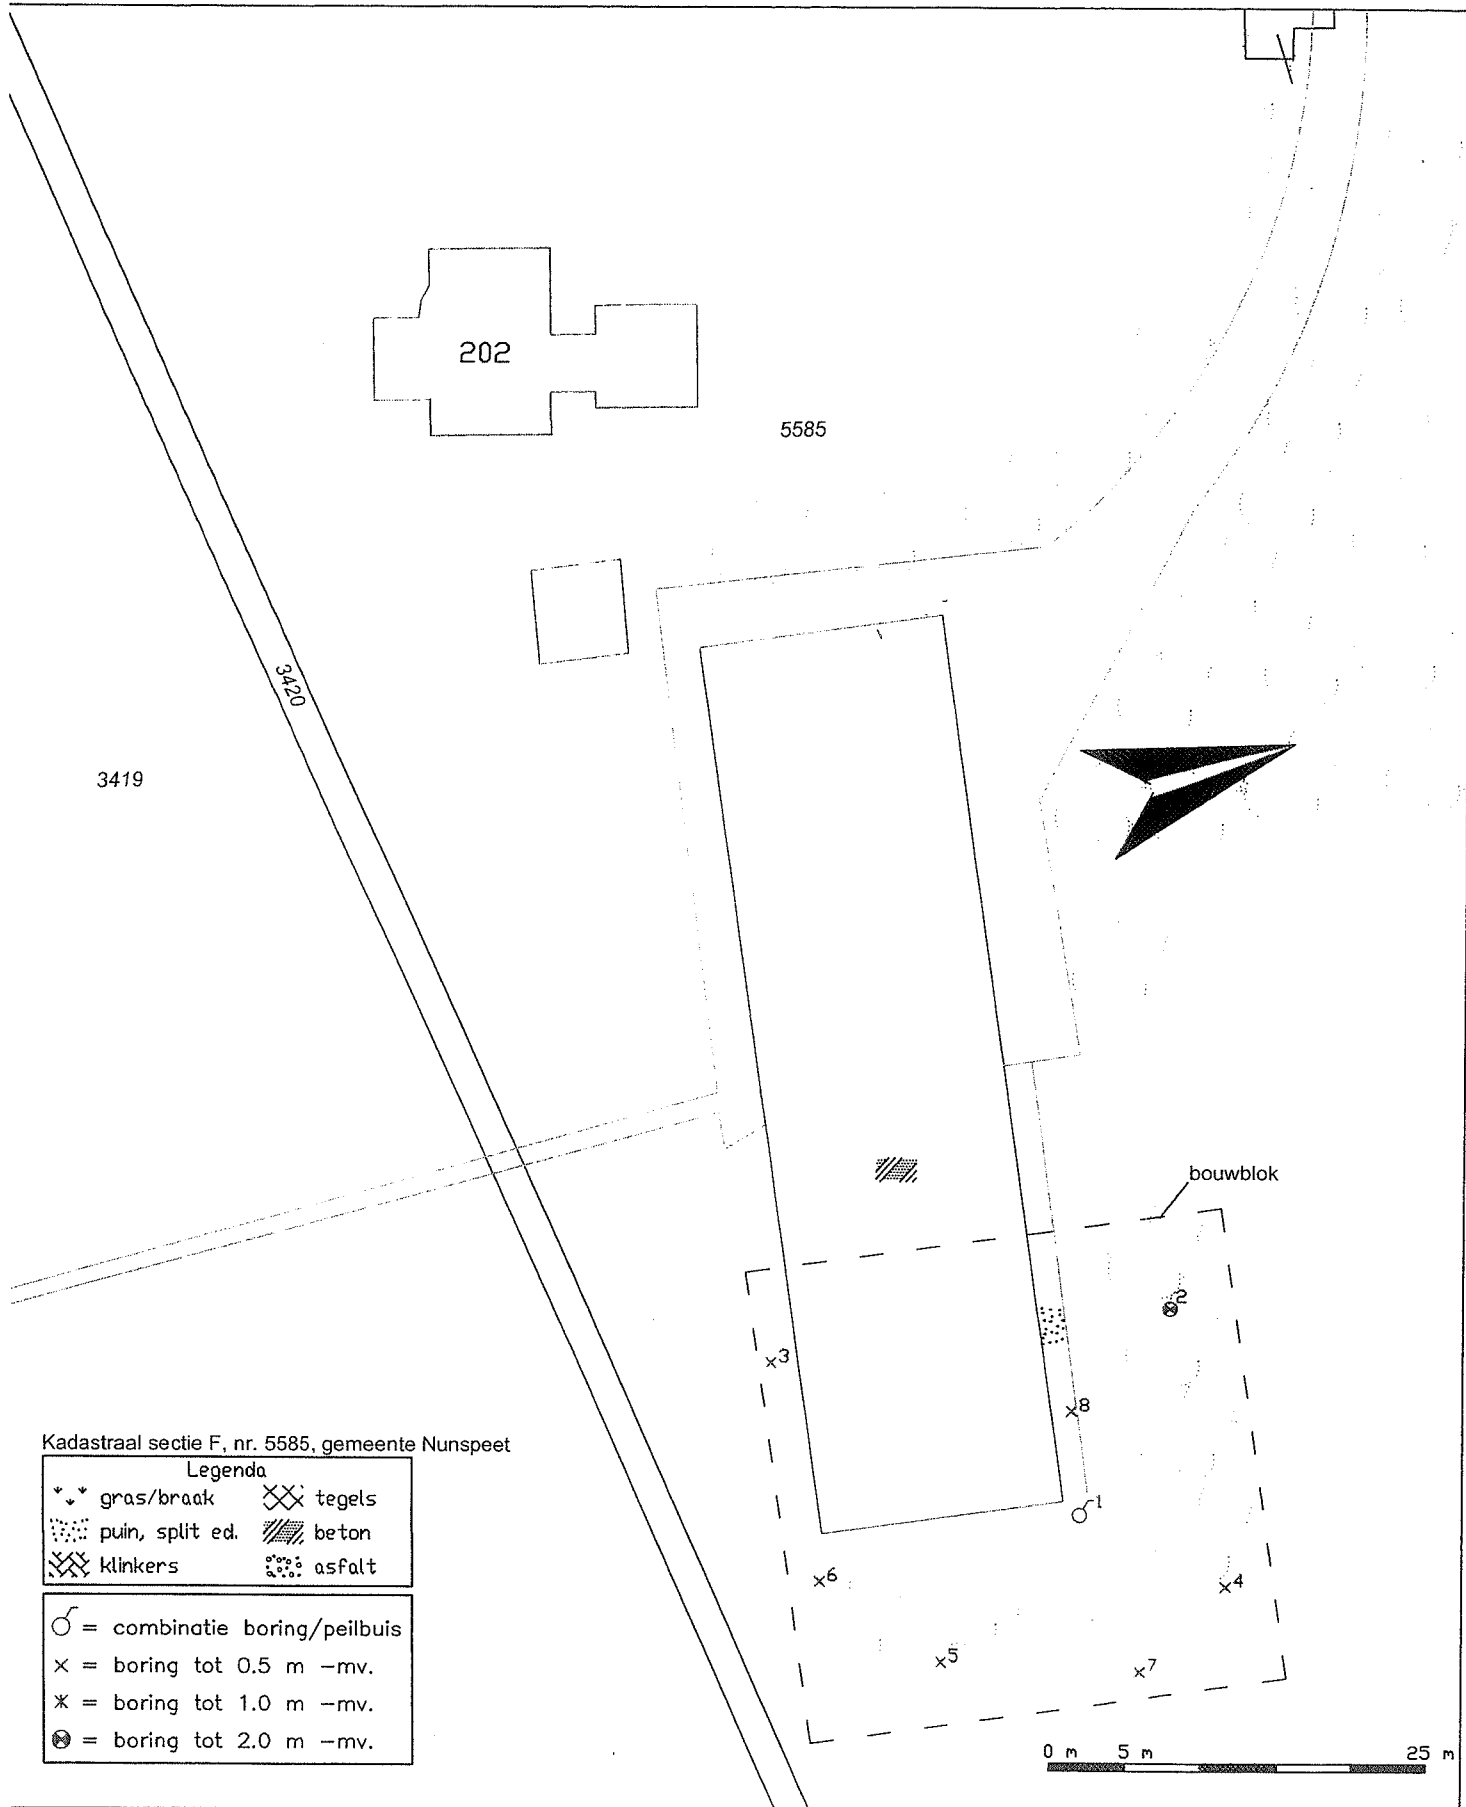 202
5585
3420
3419
bouwblok
2
3
8
1
6
4
5
7
Kadastraal sectie F, nr. 5585, gemeente Nunspeet
Legenda
gras/braak tegels
puin, split ed. beton
klinkers asfalt
= combinatie boring/peilbuis
× = boring tot 0.5 m -mv.
= boring tot 1.0 m -mv.
= boring tot 2.0 m -mv.
0 m 5 m 25 m